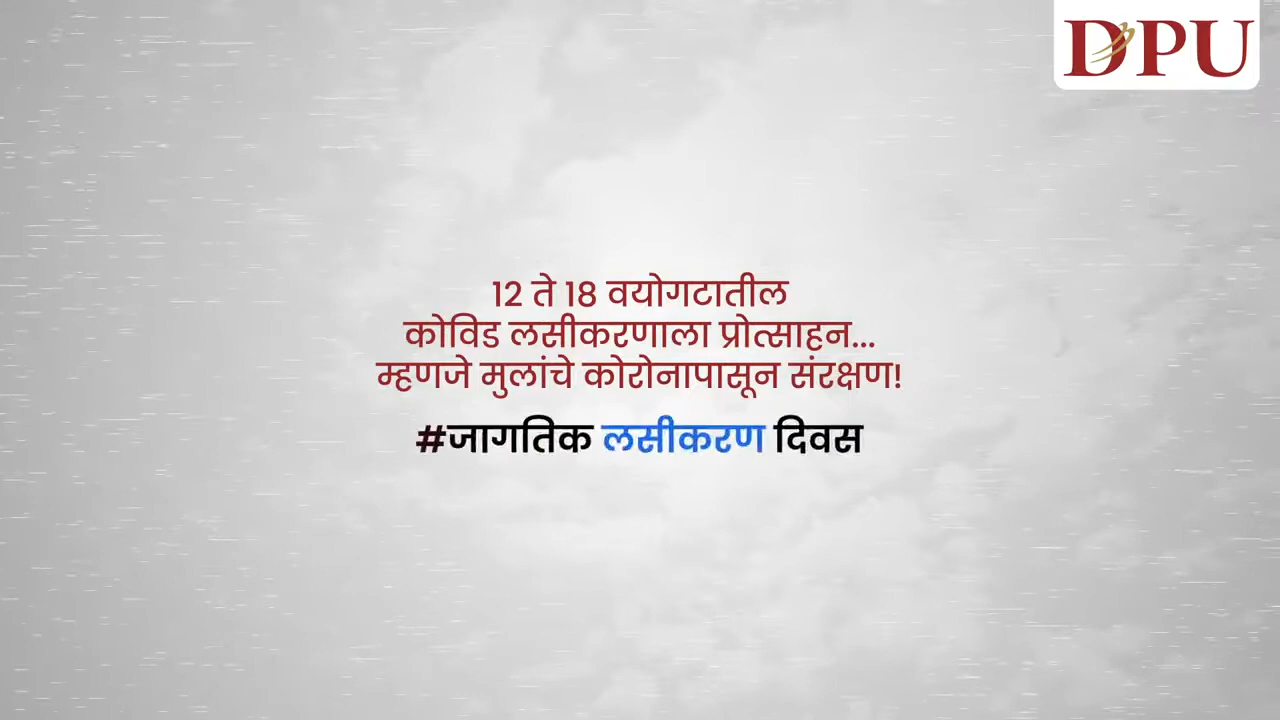 DPU
12 ते 18 वयोगटातील
कोविड लसीकरणाला प्रोत्साहन...
म्हणजे मुलांचे कोरोनापासून संरक्षण!
#जागतिक लसीकरण दिवस